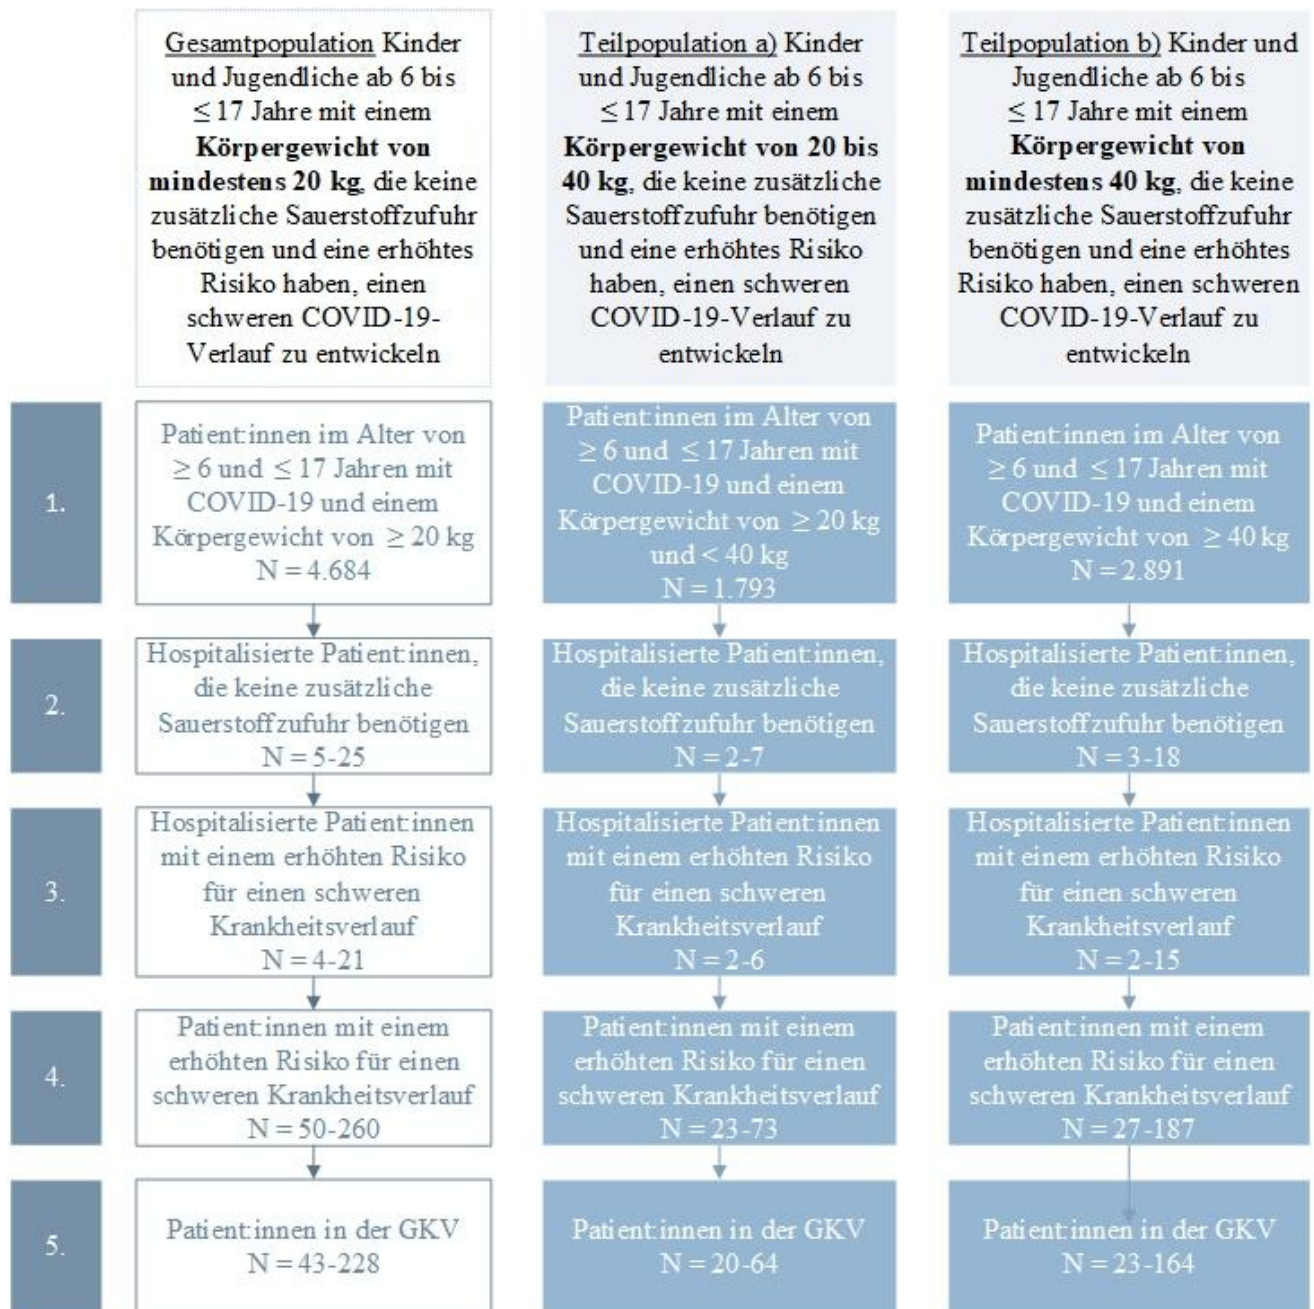 Gesamtpopulation Kinder
und Jugendliche ab 6 bis
≤ 17 Jahre mit einem
Körpergewicht von
mindestens 20 kg, die keine
zusätzliche Sauerstoffzufuhr
benötigen und eine erhöhtes
Risiko haben, einen
schweren COVID-19-
Verlauf zu entwickeln
Teilpopulation a) Kinder
und Jugendliche ab 6 bis
≤ 17 Jahre mit einem
Körpergewicht von 20 bis
40 kg, die keine zusätzliche
Sauerstoffzufuhr benötigen
und eine erhöhtes Risiko
haben, einen schweren
COVID-19-Verlauf zu
entwickeln
Teilpopulation b) Kinder und
Jugendliche ab 6 bis
≤ 17 Jahre mit einem
Körpergewicht von
mindestens 40 kg, die keine
zusätzliche Sauerstoffzufuhr
benötigen und eine erhöhtes
Risiko haben, einen schweren
COVID-19-Verlauf zu
entwickeln
1.
Patient:innen im Alter von
≥ 6 und ≤ 17 Jahren mit
COVID-19 und einem
Körpergewicht von ≥ 20 kg
N = 4.684
Patient:innen im Alter von
≥ 6 und ≤ 17 Jahren mit
COVID-19 und einem
Körpergewicht von ≥ 20 kg
und < 40 kg
N = 1.793
Patient:innen im Alter von
≥ 6 und ≤ 17 Jahren mit
COVID-19 und einem
Körpergewicht von ≥ 40 kg
N = 2.891
2.
Hospitalisierte Patient:innen,
die keine zusätzliche
Sauerstoffzufuhr benötigen
N = 5-25
Hospitalisierte Patient:innen,
die keine zusätzliche
Sauerstoffzufuhr benötigen
N = 2-7
Hospitalisierte Patient:innen,
die keine zusätzliche
Sauerstoffzufuhr benötigen
N = 3-18
3.
Hospitalisierte Patient:innen
mit einem erhöhten Risiko
für einen schweren
Krankheitsverlauf
N = 4-21
Hospitalisierte Patient:innen
mit einem erhöhten Risiko
für einen schweren
Krankheitsverlauf
N = 2-6
Hospitalisierte Patient:innen
mit einem erhöhten Risiko
für einen schweren
Krankheitsverlauf
N = 2-15
4.
Patient:innen mit einem
erhöhten Risiko für einen
schweren Krankheitsverlauf
N = 50-260
Patient:innen mit einem
erhöhten Risiko für einen
schweren Krankheitsverlauf
N = 23-73
Patient:innen mit einem
erhöhten Risiko für einen
schweren Krankheitsverlauf
N = 27-187
5.
Patient:innen in der GKV
N = 43-228
Patient:innen in der GKV
N = 20-64
Patient:innen in der GKV
N = 23-164